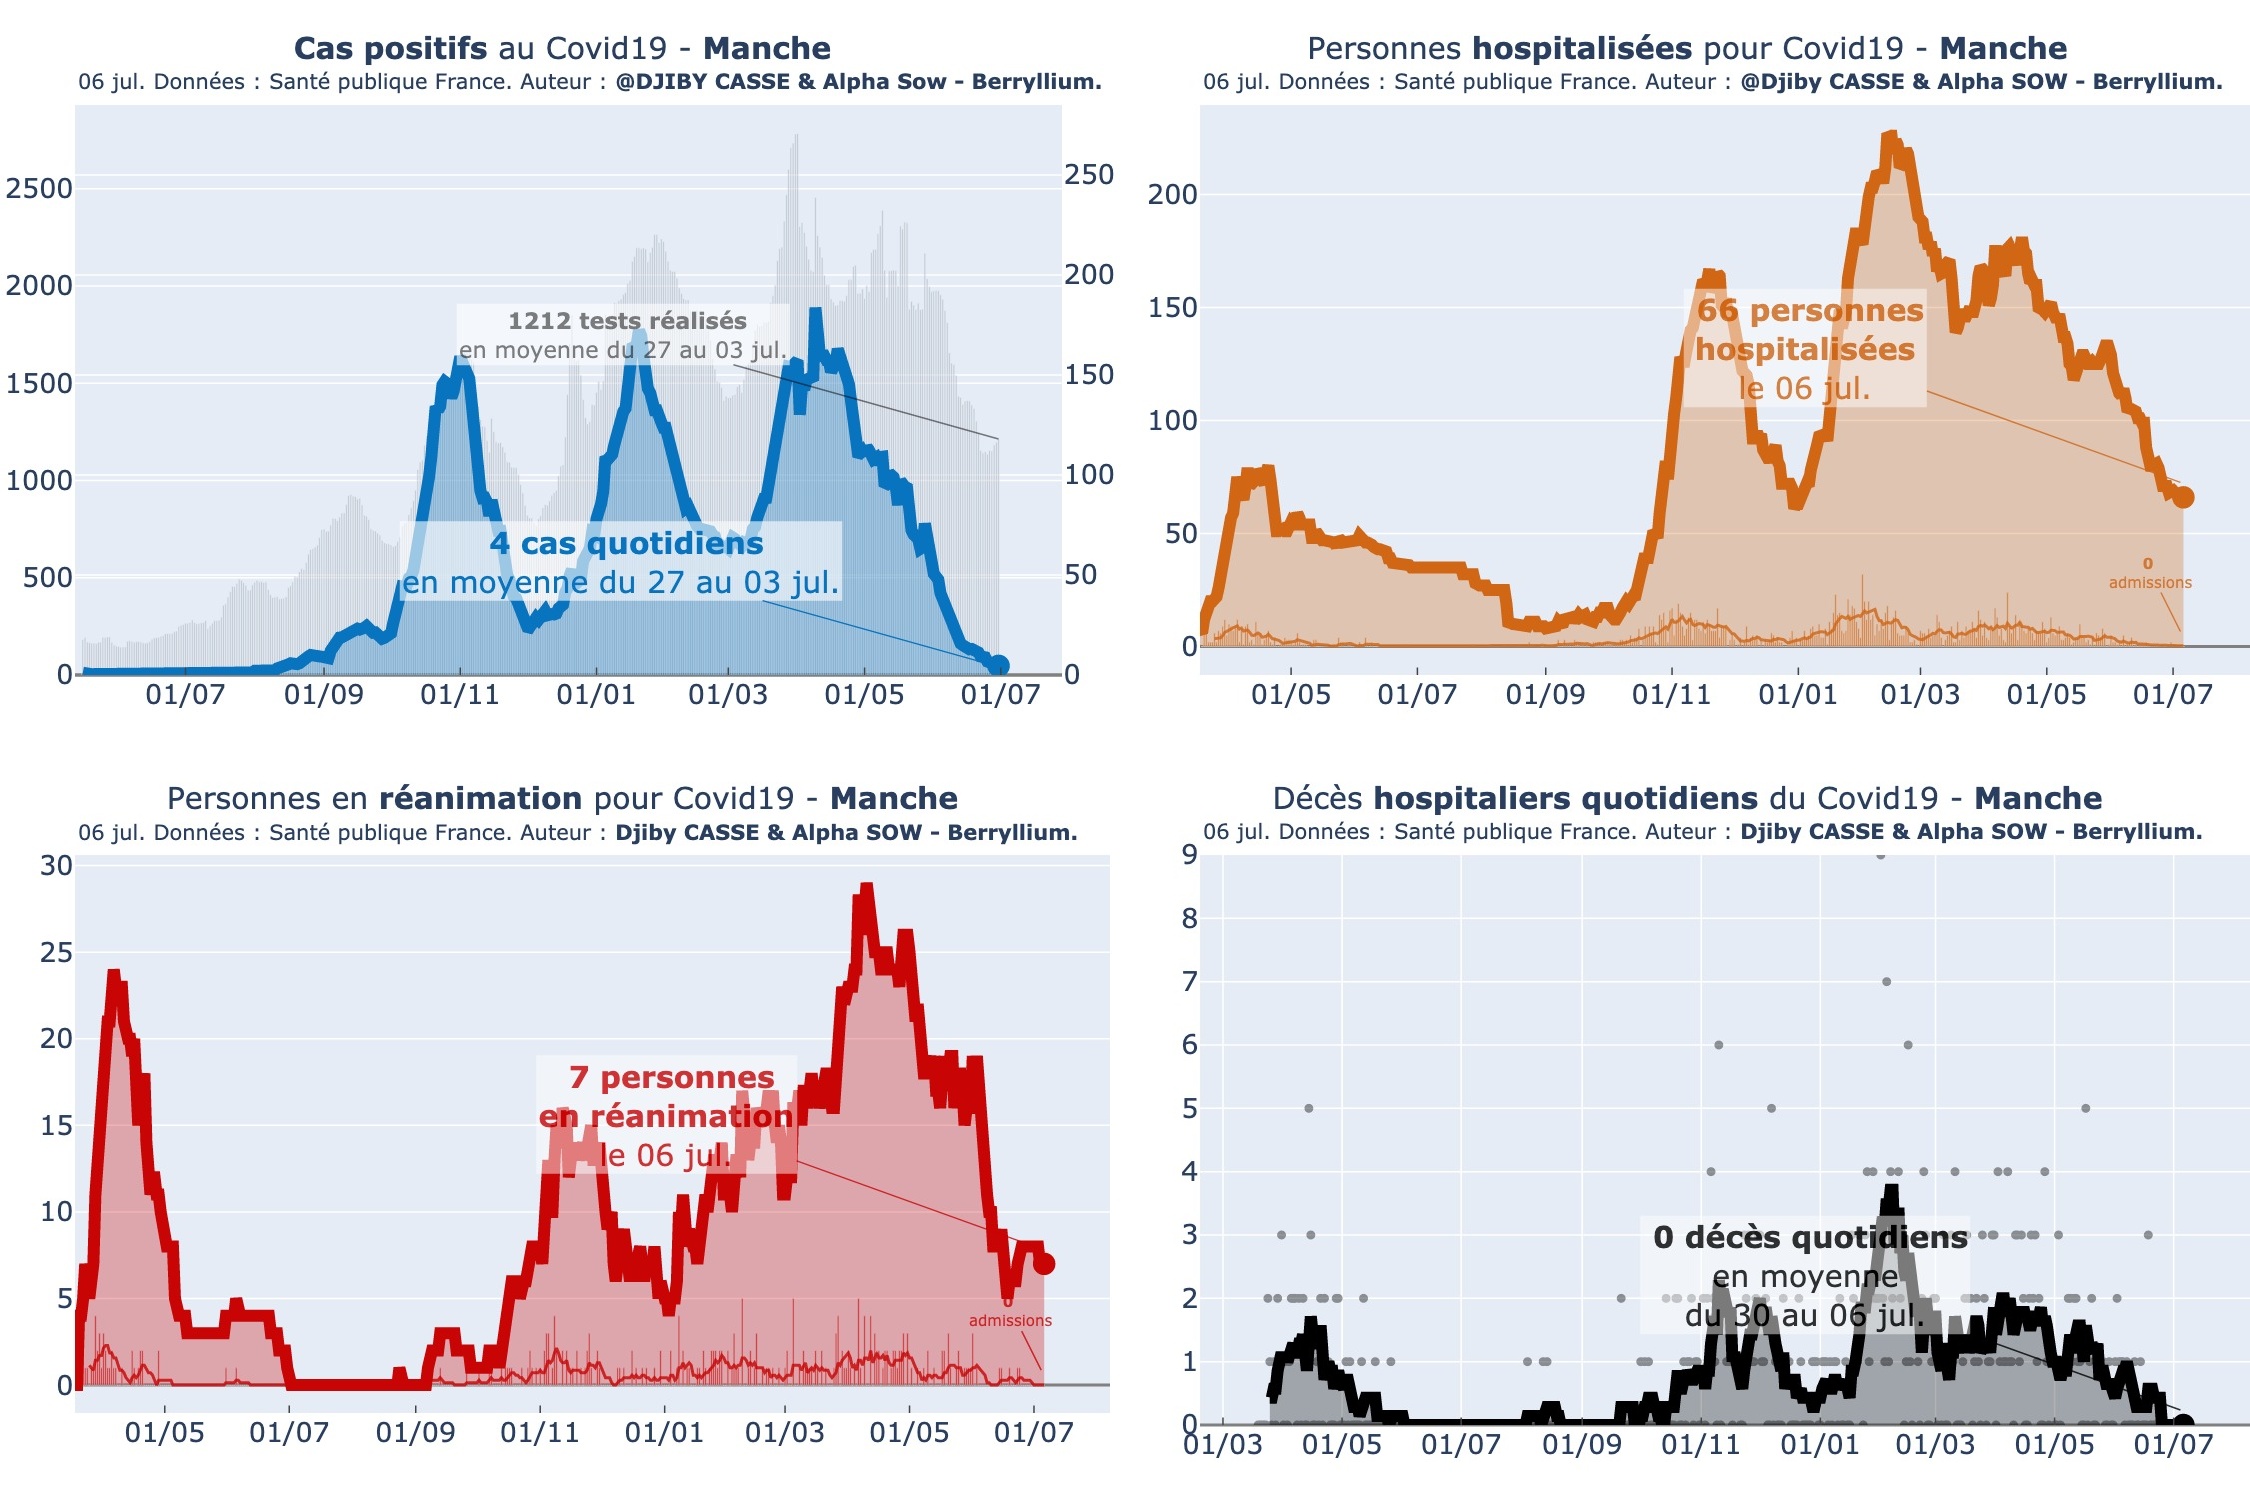 Cas positifs au Covid19 - Manche
06 jul. Données : Santé publique France. Auteur : @DJIBY CASSE & Alpha Sow - Berryllium.
2500
2000
1500
1000
500
0
250
200
150
100
50
0
1212 tests réalisés
en moyenne du 27 au 03 jul.
4 cas quotidiens
en moyenne du 27 au 03 jul.
01/07 01/09 01/11 01/01 01/03 01/05 01/07
Personnes hospitalisées pour Covid19 - Manche
06 jul. Données : Santé publique France. Auteur : @Djiby CASSE & Alpha SOW - Berryllium.
200
150
100
50
0
66 personnes
hospitalisées
le 06 jul.
0
admissions
01/05 01/07 01/09 01/11 01/01 01/03 01/05 01/07
Personnes en réanimation pour Covid19 - Manche
06 jul. Données : Santé publique France. Auteur : Djiby CASSE & Alpha SOW - Berryllium.
30
25
20
15
10
5
0
7 personnes
en réanimation
le 06 jul.
0
admissions
01/05 01/07 01/09 01/11 01/01 01/03 01/05 01/07
Décès hospitaliers quotidiens du Covid19 - Manche
06 jul. Données : Santé publique France. Auteur : Djiby CASSE & Alpha SOW - Berryllium.
9
8
7
6
5
4
3
2
1
0
0 décès quotidiens
en moyenne
du 30 au 06 jul.
01/03 01/05 01/07 01/09 01/11 01/01 01/03 01/05 01/07